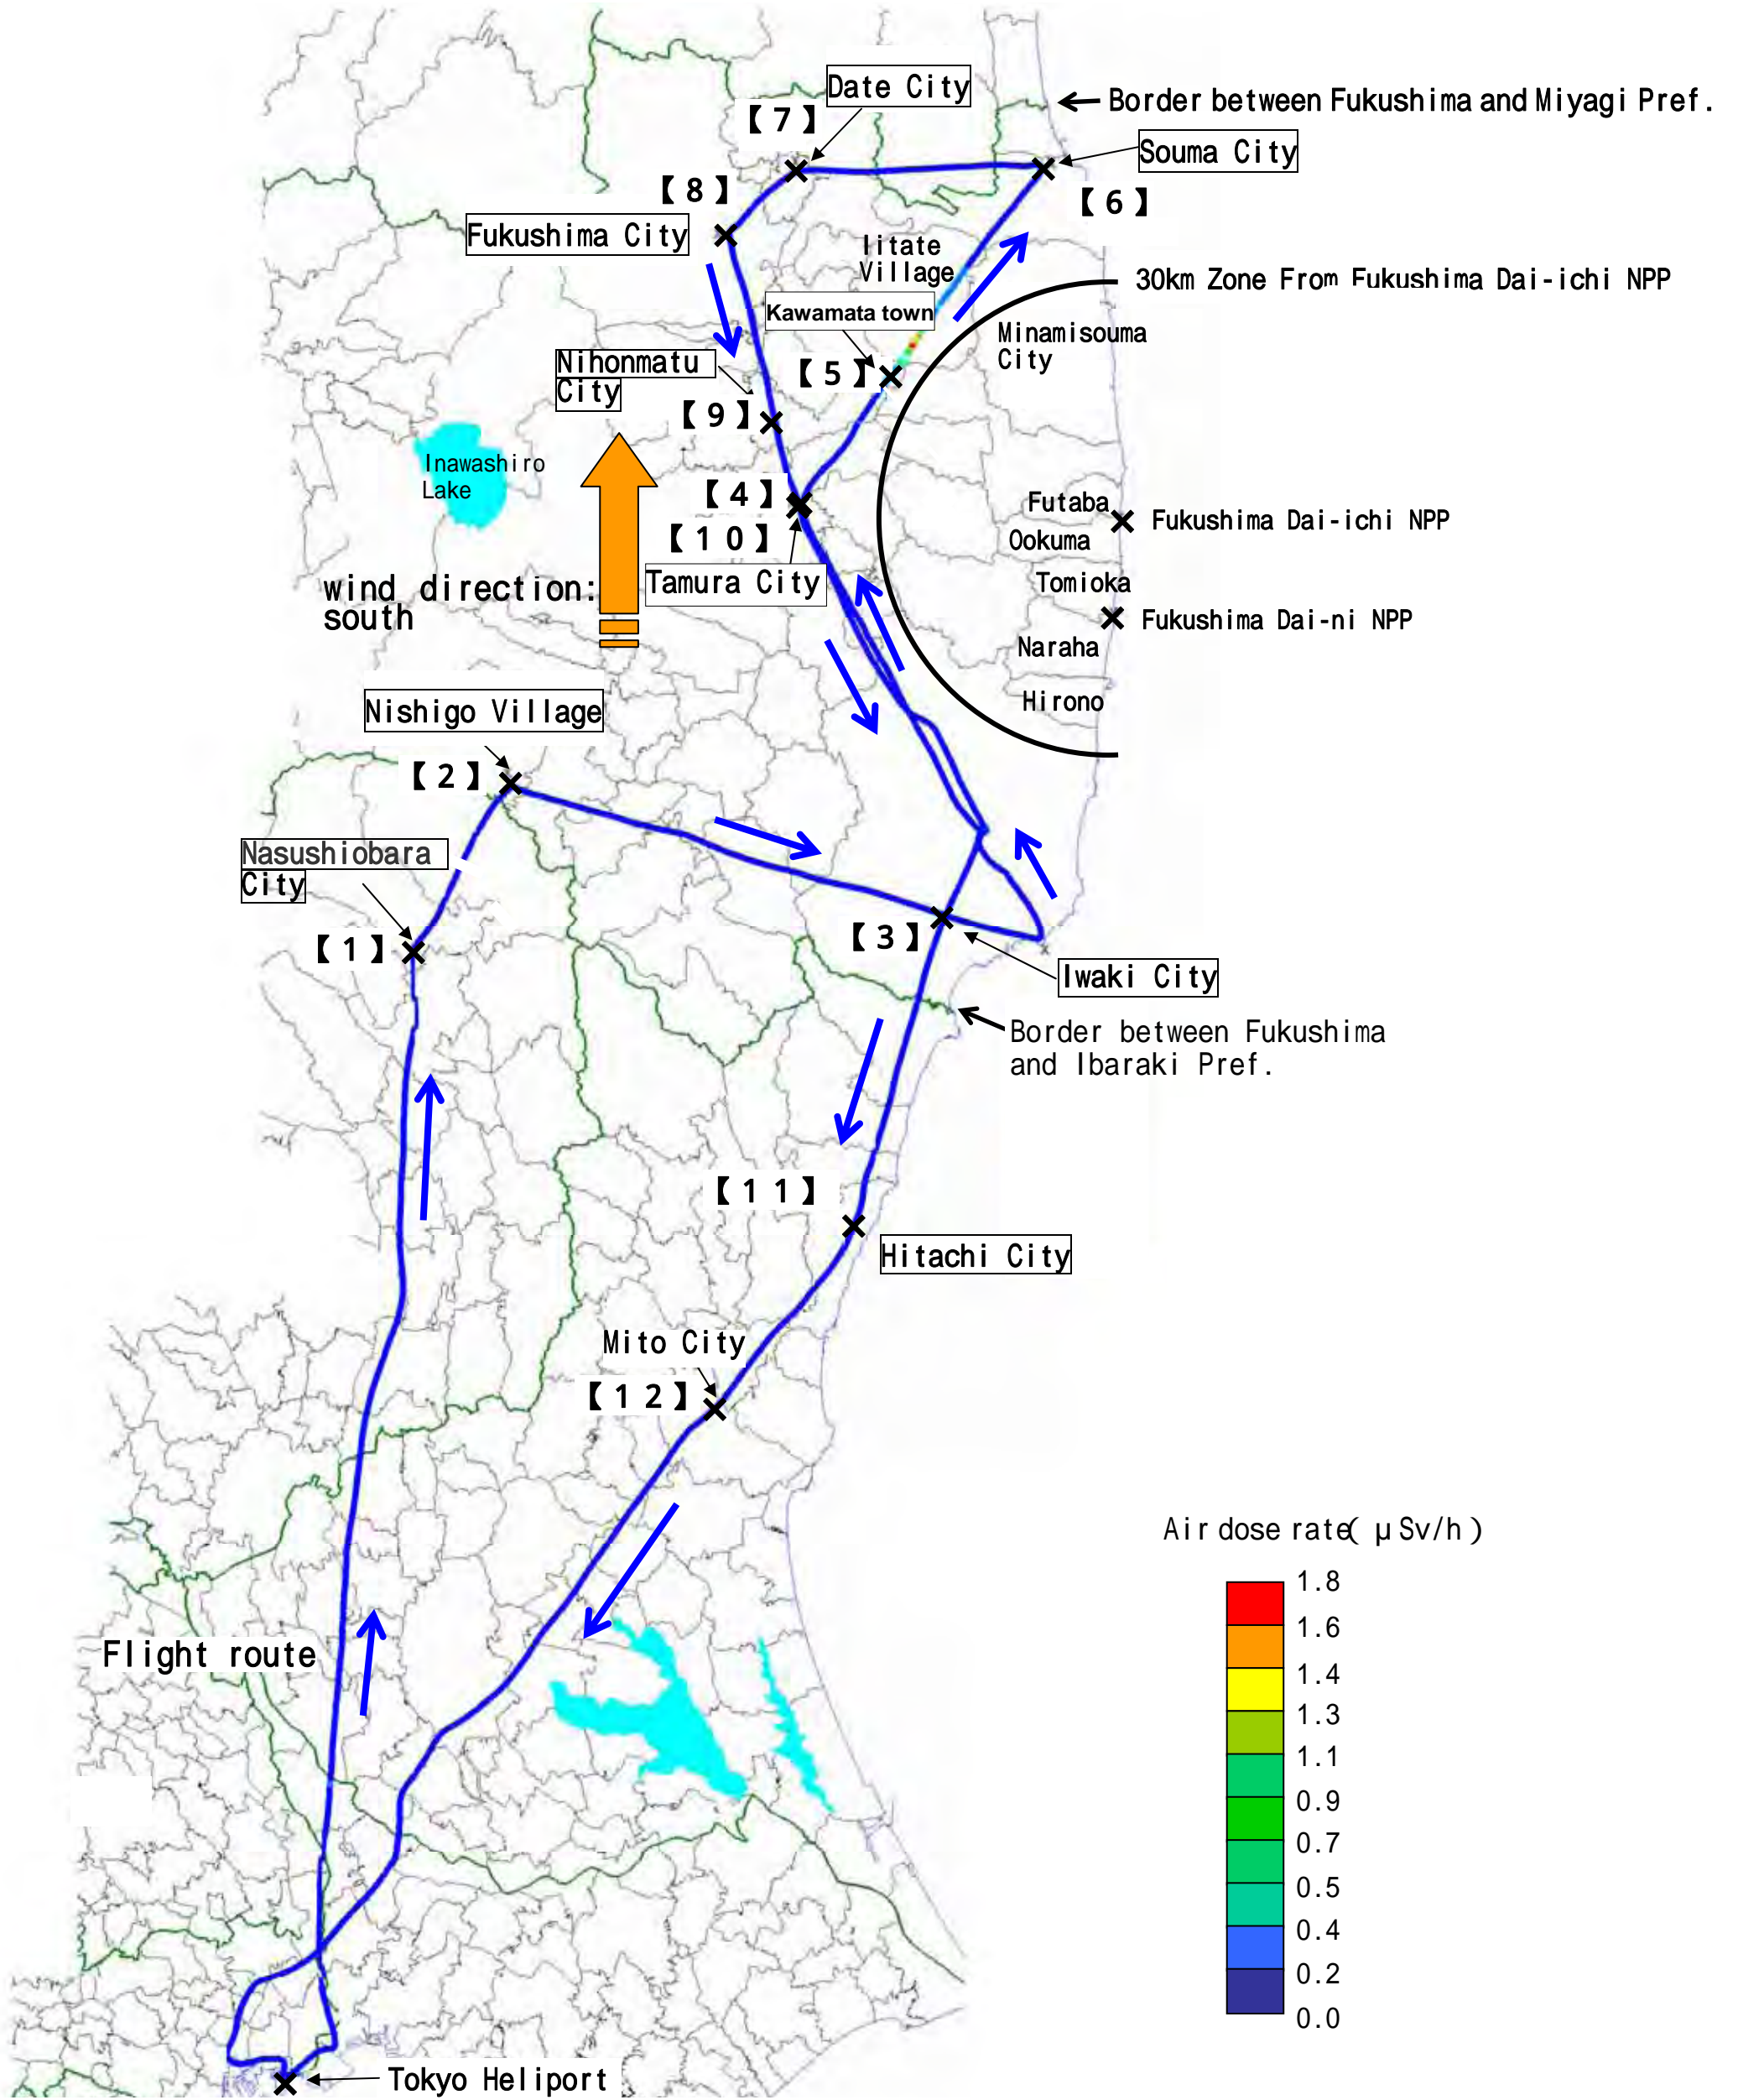 Date City
Border between Fukushima and Miyagi Pref.
【7】
Souma City
【8】
【6】
Fukushima City
Iitate
Village
30km Zone From Fukushima Dai-ichi NPP
Kawamata town
Minamisouma
City
Nihonmatu
City
【5】
【9】
Inawashiro
Lake
【4】
Futaba
Fukushima Dai-ichi NPP
【10】
Ookuma
Tamura City
Tomioka
wind direction:
south
Fukushima Dai-ni NPP
Naraha
Hirono
Nishigo Village
【2】
Nasushiobara
City
【1】
【3】
Iwaki City
Border between Fukushima
and Ibaraki Pref.
【11】
Hitachi City
Mito City
【12】
Air dose rate( μSv/h)
1.8
1.6
1.4
1.3
1.1
0.9
0.7
0.5
0.4
0.2
0.0
Flight route
Tokyo Heliport